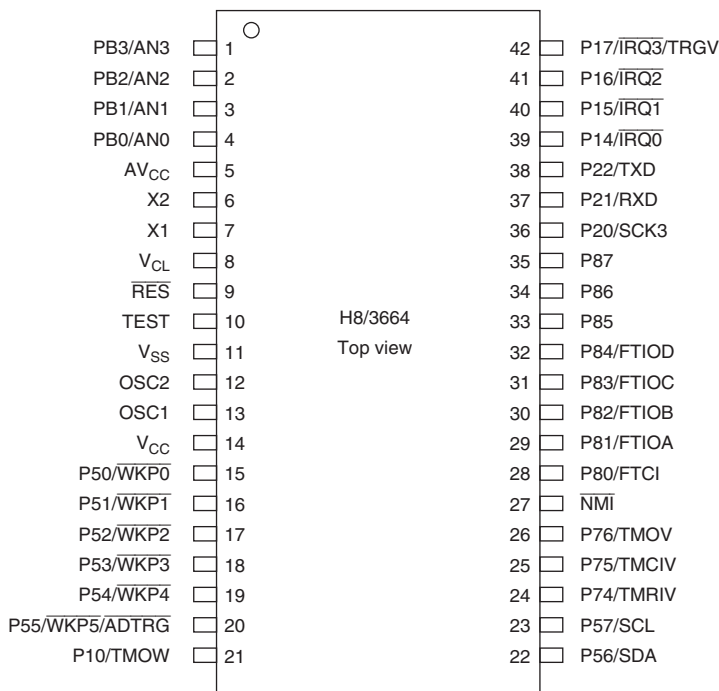 PB3/AN3 1 42 P17/IRQ3/TRGV
PB2/AN2 2 41 P16/IRQ2
PB1/AN1 3 40 P15/IRQ1
PB0/AN0 4 39 P14/IRQ0
AVCC 5 38 P22/TXD
X2 6 37 P21/RXD
X1 7 36 P20/SCK3
VCL 8 35 P87
RES 9 34 P86
TEST 10 H8/3664 33 P85
VSS 11 Top view 32 P84/FTIOD
OSC2 12 31 P83/FTIOC
OSC1 13 30 P82/FTIOB
VCC 14 29 P81/FTIOA
P50/WKP0 15 28 P80/FTCI
P51/WKP1 16 27 NMI
P52/WKP2 17 26 P76/TMOV
P53/WKP3 18 25 P75/TMCIV
P54/WKP4 19 24 P74/TMRIV
P55/WKP5/ADTRG 20 23 P57/SCL
P10/TMOW 21 22 P56/SDA